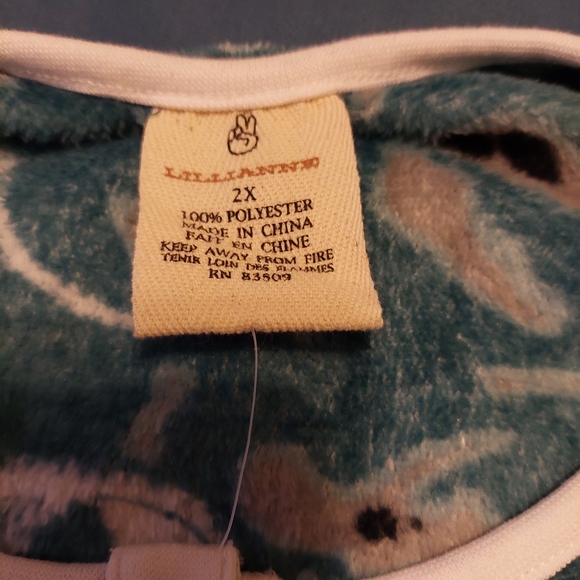 LILLIANNE
2X
100% POLYESTER
MADE IN CHINA
FAIT EN CHINE
KEEP AWAY FROM FIRE
TENIR LOIN DES FLAMMES
RN 83509